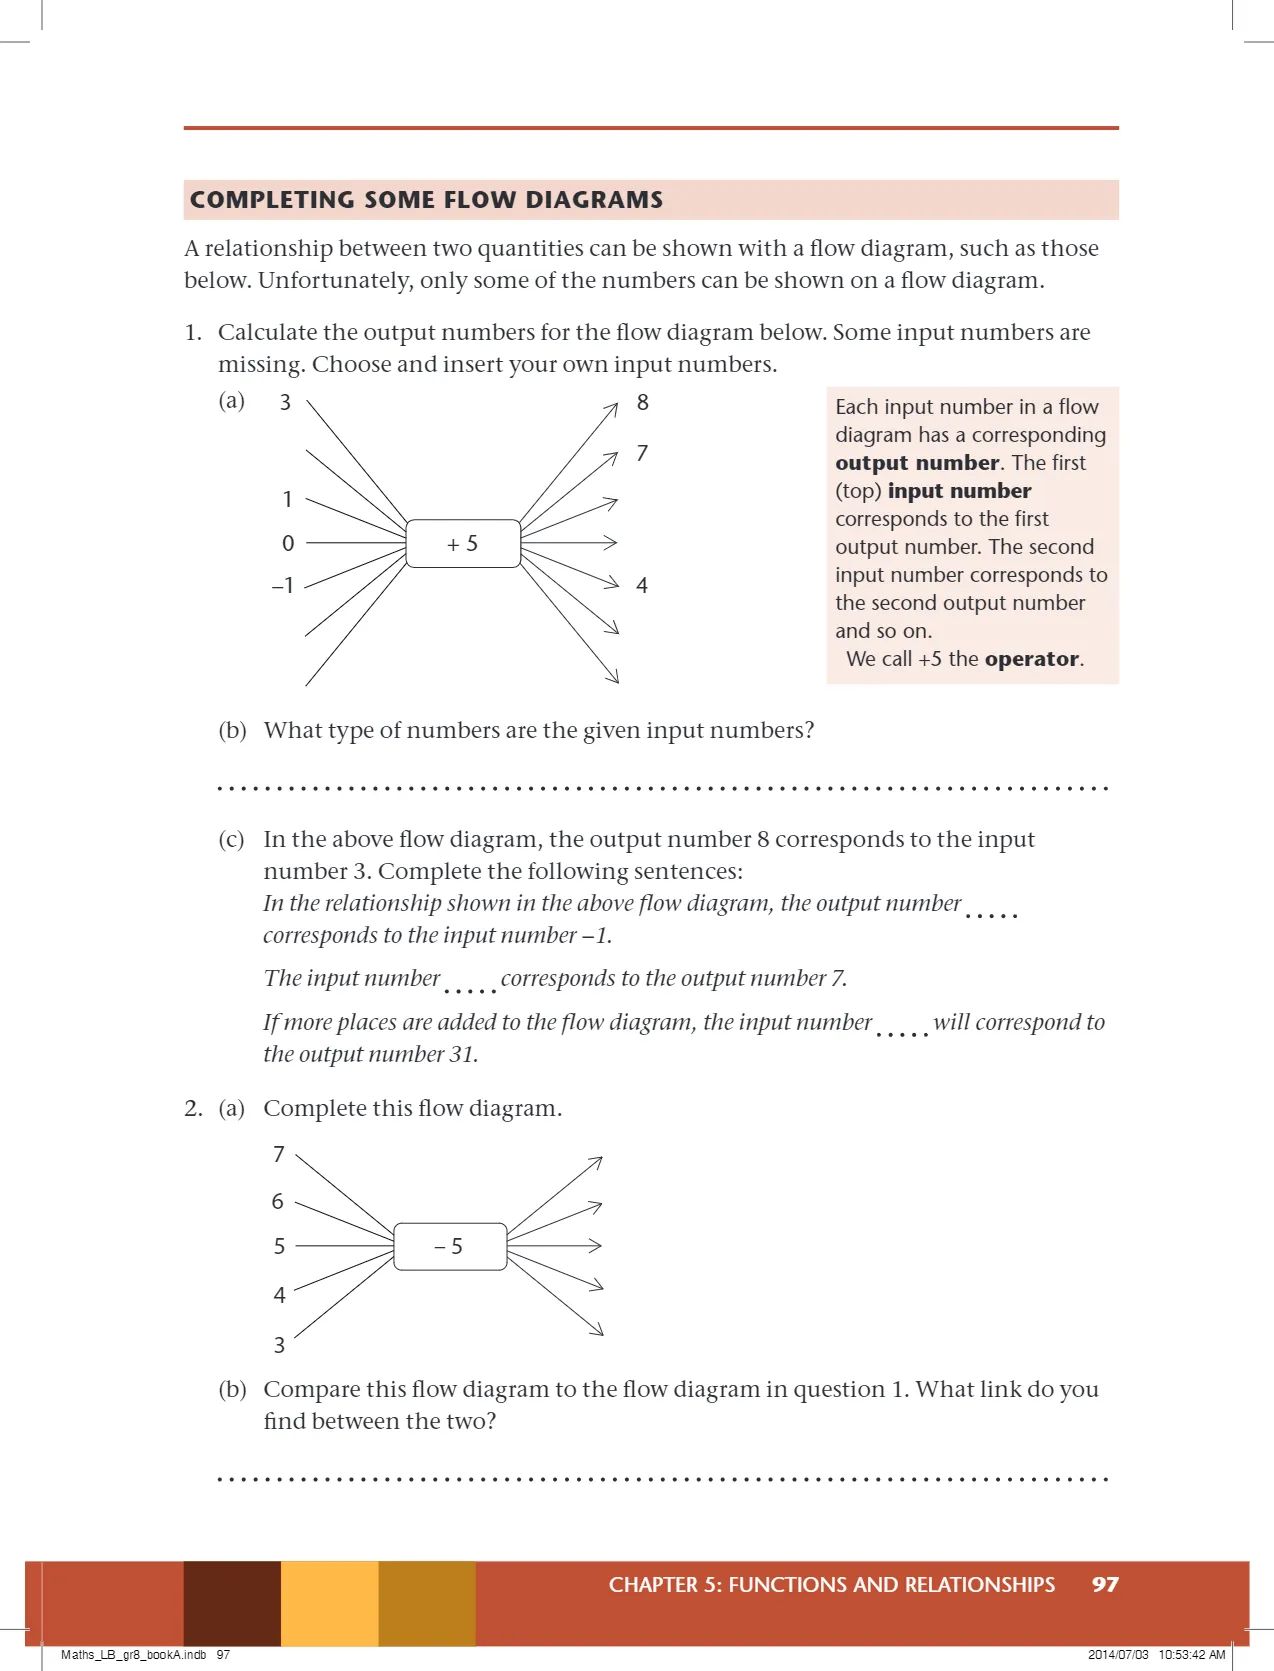 COMPLETING SOME FLOW DIAGRAMS
A relationship between two quantities can be shown with a flow diagram, such as those
below. Unfortunately, only some of the numbers can be shown on a flow diagram.
1. Calculate the output numbers for the flow diagram below. Some input numbers are
missing. Choose and insert your own input numbers.
(a) 3 8
7
1
0 + 5
–1 4
Each input number in a flow
diagram has a corresponding
output number. The first
(top) input number
corresponds to the first
output number. The second
input number corresponds to
the second output number
and so on.
We call +5 the operator.
(b) What type of numbers are the given input numbers?
(c) In the above flow diagram, the output number 8 corresponds to the input
number 3. Complete the following sentences:
In the relationship shown in the above flow diagram, the output number .....
corresponds to the input number –1.
The input number ..... corresponds to the output number 7.
If more places are added to the flow diagram, the input number ..... will correspond to
the output number 31.
2. (a) Complete this flow diagram.
7
6
5 – 5
4
3
(b) Compare this flow diagram to the flow diagram in question 1. What link do you
find between the two?
CHAPTER 5: FUNCTIONS AND RELATIONSHIPS 97
Maths_LB_gr8_bookA.indb 97 2014/07/03 10:53:42 AM